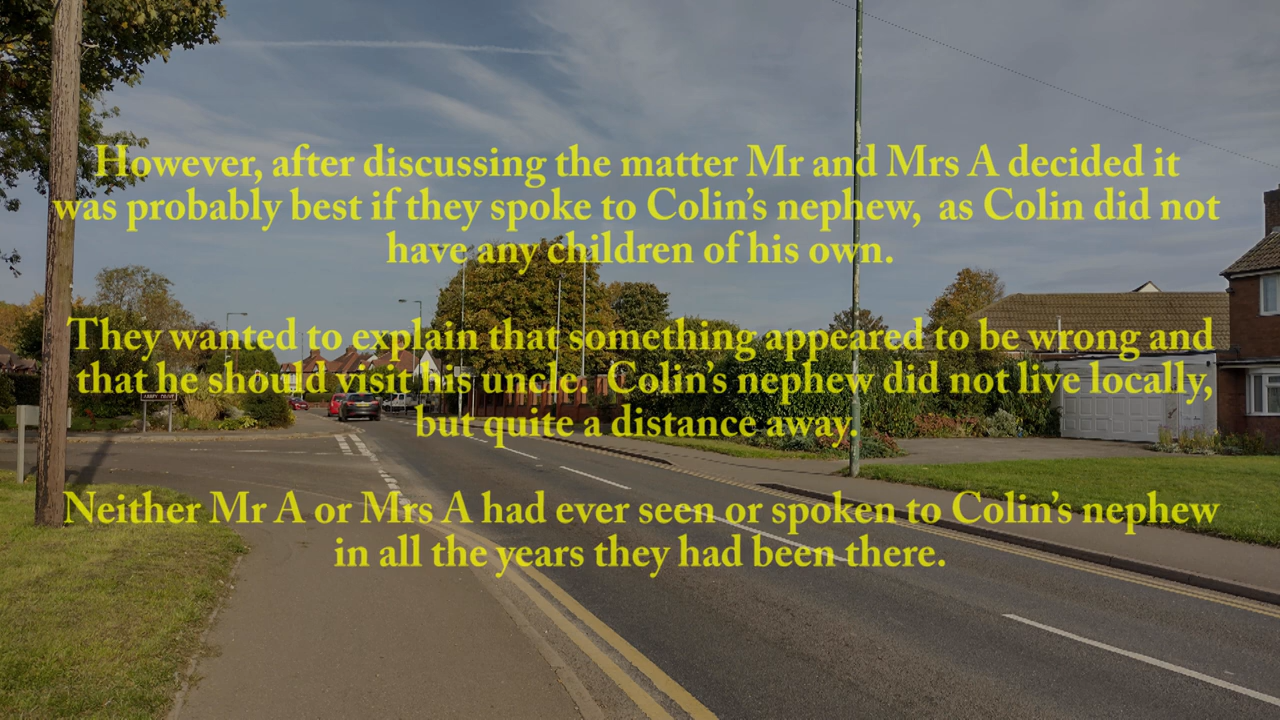 However, after discussing the matter Mr and Mrs A decided it
was probably best if they spoke to Colin's nephew,  as Colin did not
have any children of his own.
They wanted to explain that something appeared to be wrong and
that he should visit his uncle.  Colin's nephew did not live locally,
but quite a distance away.
Neither Mr A or Mrs A had ever seen or spoken to Colin's nephew
in all the years they had been there.